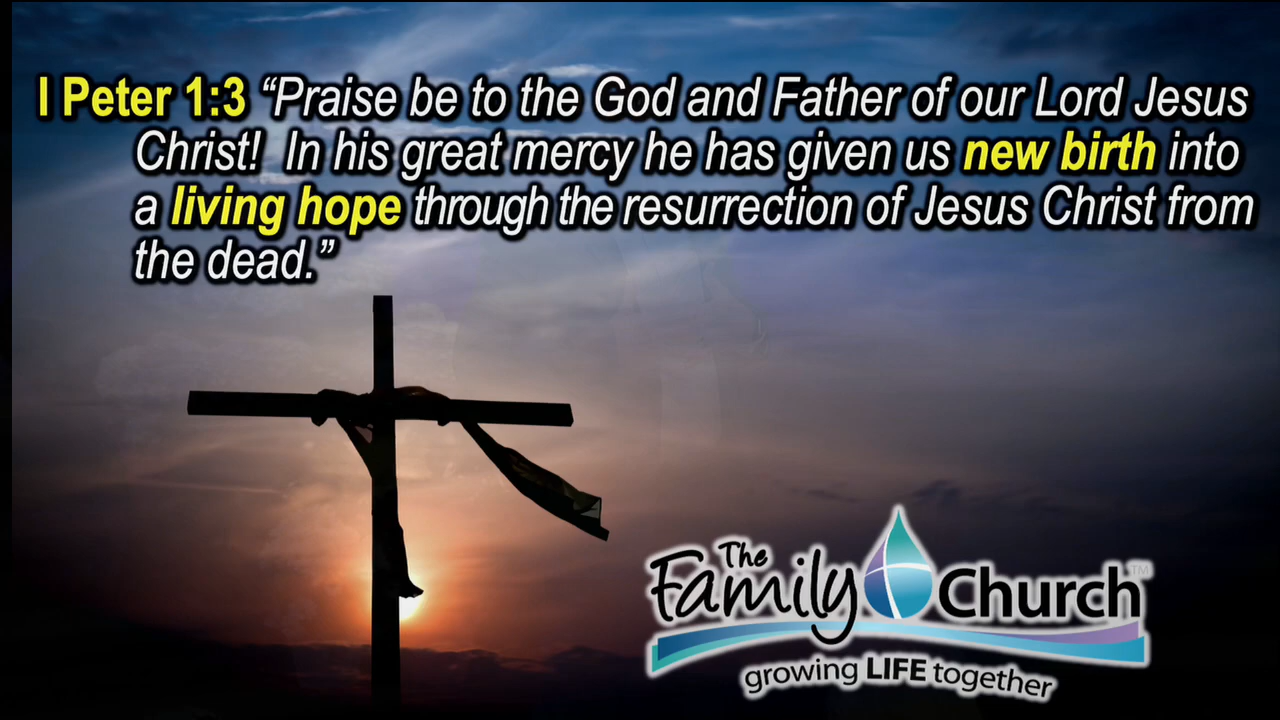 I Peter 1:3 “Praise be to the God and Father of our Lord Jesus
Christ! In his great mercy he has given us new birth into
a living hope through the resurrection of Jesus Christ from
the dead.”
The
Family Church™
growing LIFE together